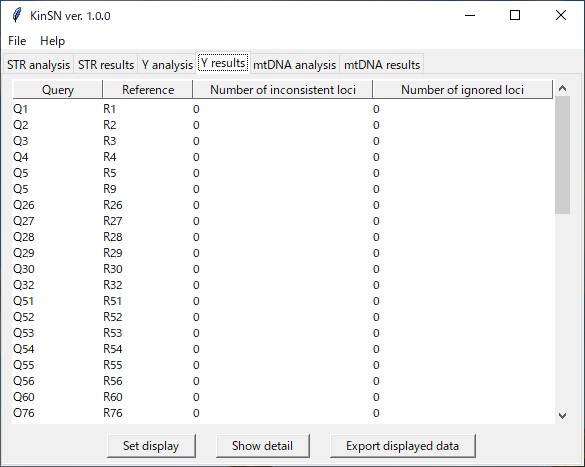 KinSN ver. 1.0.0
File Help
STR analysis STR results Y analysis Y results mtDNA analysis mtDNA results
Query Reference Number of inconsistent loci Number of ignored loci
Q1 R1 0 0
Q2 R2 0 0
Q3 R3 0 0
Q4 R4 0 0
Q5 R5 0 0
Q5 R9 0 0
Q26 R26 0 0
Q27 R27 0 0
Q28 R28 0 0
Q29 R29 0 0
Q30 R30 0 0
Q32 R32 0 0
Q51 R51 0 0
Q52 R52 0 0
Q53 R53 0 0
Q54 R54 0 0
Q55 R55 0 0
Q56 R56 0 0
Q60 R60 0 0
Q76 R76 0 0
Set display Show detail Export displayed data